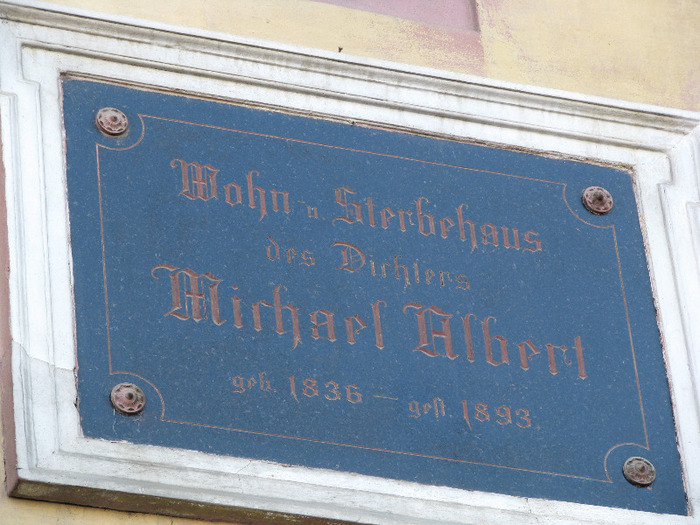 Wohn- u. Sterbehaus
des Dichters
Michael Albert
geb. 1836 — gest. 1893.